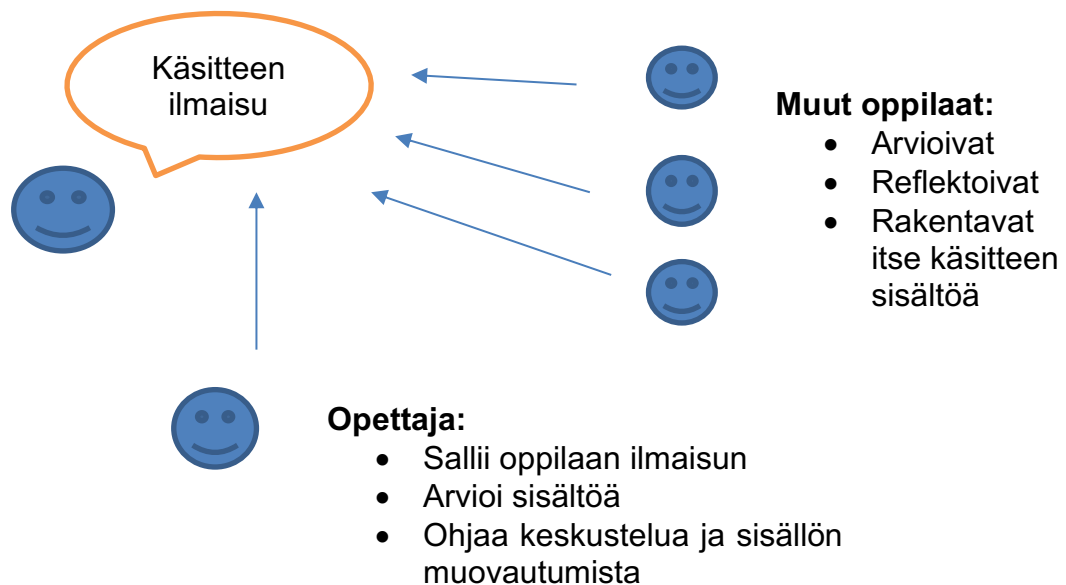 Käsitteen
ilmaisu
Muut oppilaat:
• Arvioivat
• Reflektoivat
• Rakentavat
itse käsitteen
sisältöä
Opettaja:
• Sallii oppilaan ilmaisun
• Arvioi sisältöä
• Ohjaa keskustelua ja sisällön
muovautumista